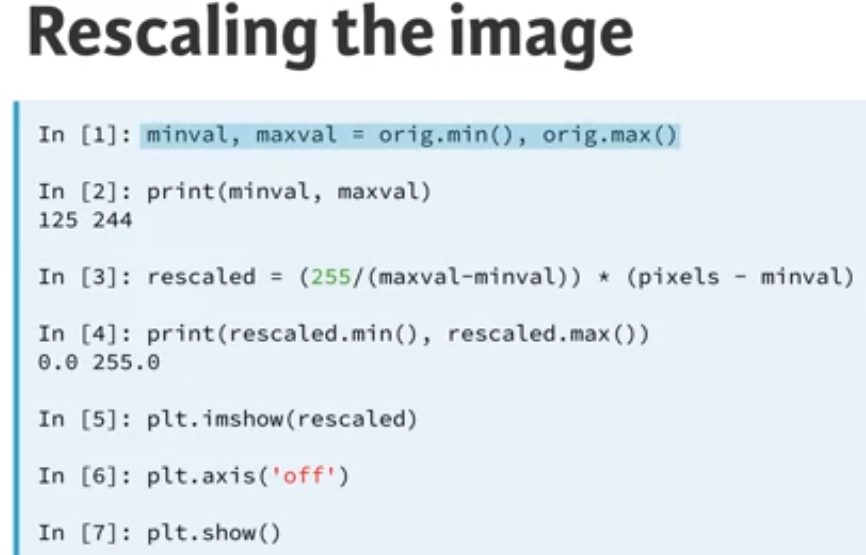 Rescaling the image
In [1]: minval, maxval = orig.min(), orig.max()
In [2]: print(minval, maxval)
125 244
In [3]: rescaled = (255/(maxval-minval)) * (pixels - minval)
In [4]: print(rescaled.min(), rescaled.max())
0.0 255.0
In [5]: plt.imshow(rescaled)
In [6]: plt.axis('off')
In [7]: plt.show()